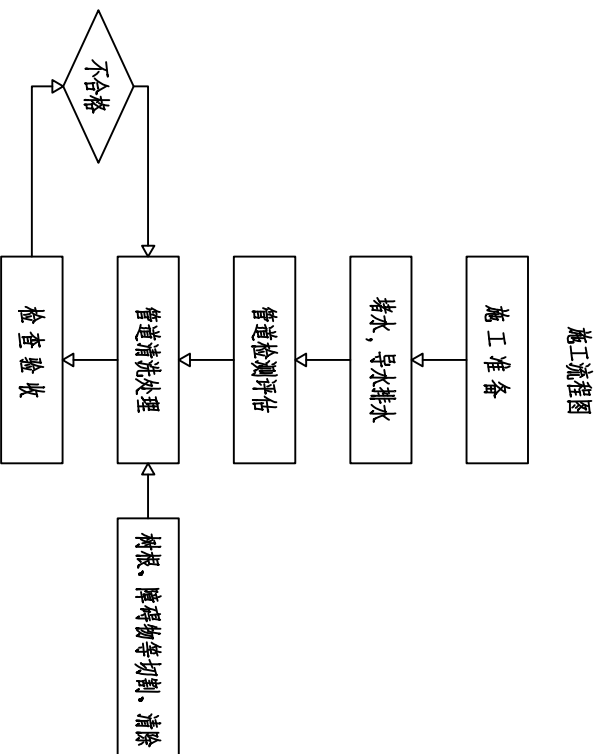 施工流程图
施工准备
堵水，导水排水
管道检测评估
管道清洗处理
树根、障碍物等切割、清除
检查验收
不合格